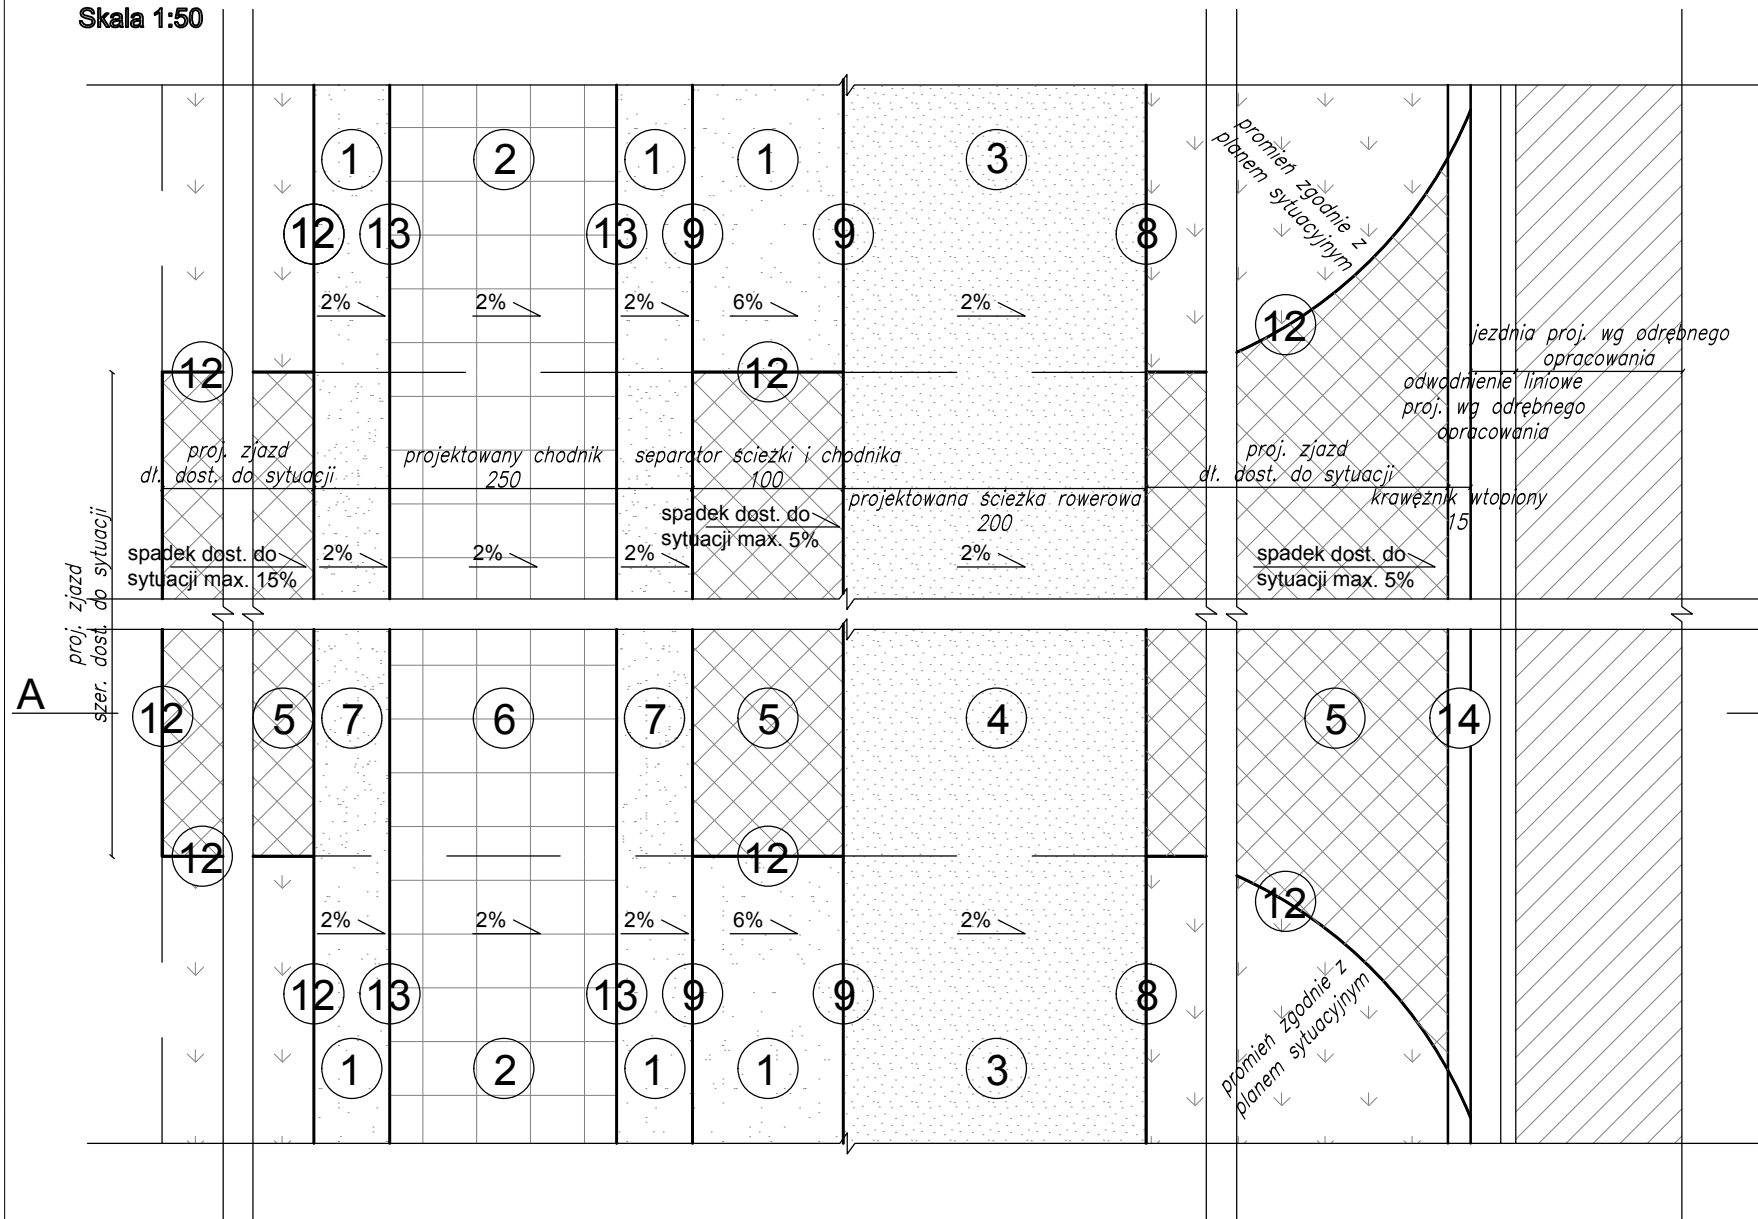 Skala 1:50
1 2 1 1 3
promień zgodnie z
planem sytuacyjnym
12 13 13 9 9 8
2% 2% 2% 6% 2%
12
jezdnia proj. wg odrębnego
opracowania
12 12
odwodnienie liniowe
proj. wg odrębnego
opracowania
proj. zjazd
dł. dost. do sytuacji
projektowany chodnik
250
separator ścieżki i chodnika
100
projektowana ścieżka rowerowa
200
proj. zjazd
dł. dost. do sytuacji
krawężnik wtopiony
15
spadek dost. do
sytuacji max. 15%
2% 2% 2%
spadek dost. do
sytuacji max. 5%
2%
spadek dost. do
sytuacji max. 5%
proj. zjazd
szer. dost. do sytuacji
A
12 5 7 6 7 5 4 5 14
12 12
12
2% 2% 2% 6% 2%
12 13 13 9 9 8
promień zgodnie z
planem sytuacyjnym
1 2 1 1 3